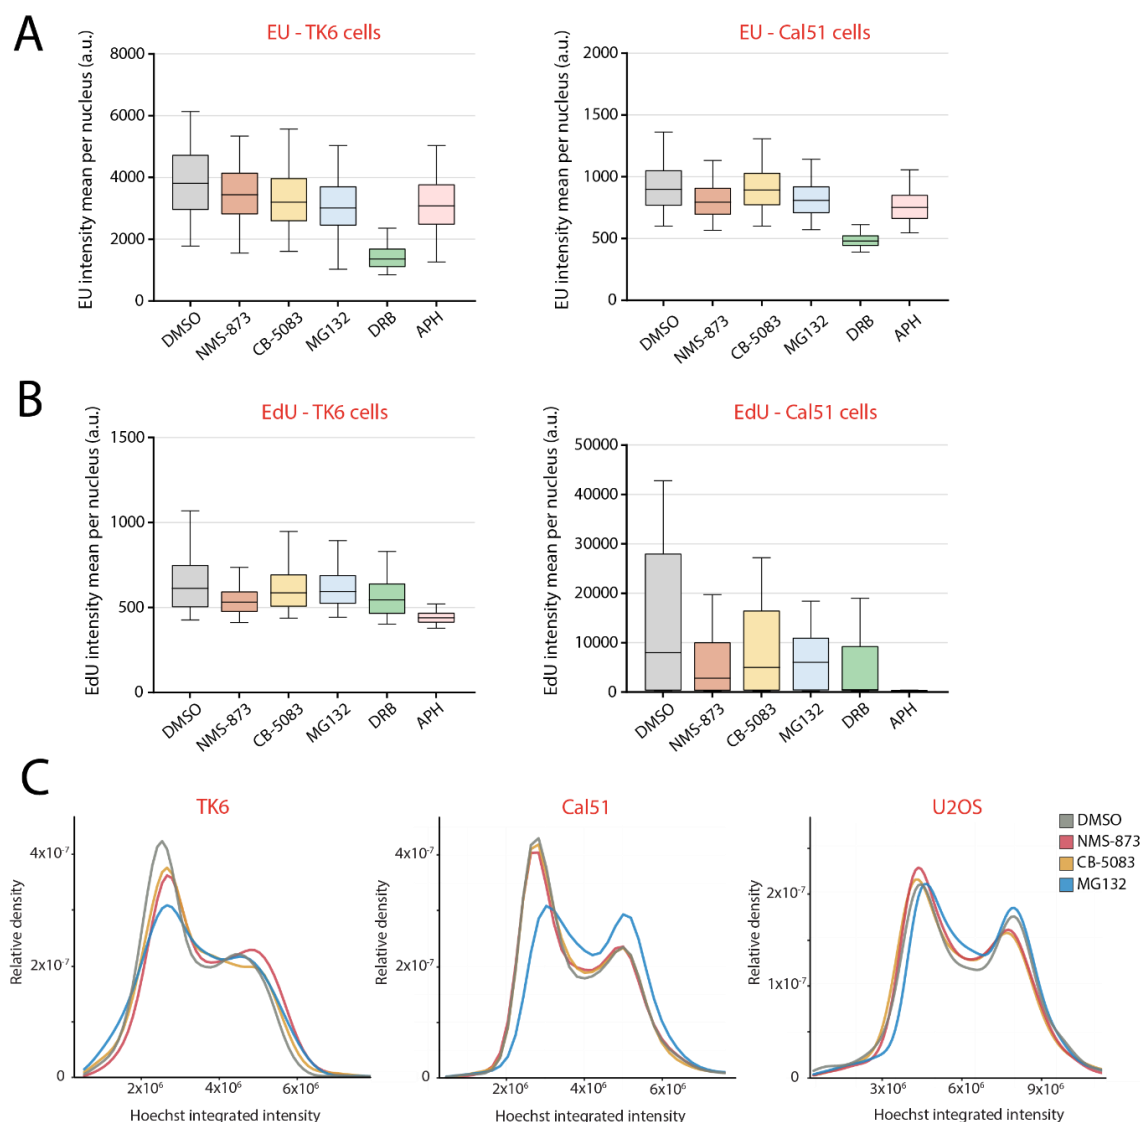 A
EU - TK6 cells
EU - Cal51 cells
EU intensity mean per nucleus (a.u.)
8000
6000
4000
2000
0
DMSO
NMS-873
CB-5083
MG132
DRB
APH
EU intensity mean per nucleus (a.u.)
2000
1500
1000
500
0
DMSO
NMS-873
CB-5083
MG132
DRB
APH
B
EdU - TK6 cells
EdU - Cal51 cells
EdU intensity mean per nucleus (a.u.)
1500
1000
500
0
DMSO
NMS-873
CB-5083
MG132
DRB
APH
EdU intensity mean per nucleus (a.u.)
50000
40000
30000
20000
10000
0
DMSO
NMS-873
CB-5083
MG132
DRB
APH
C
TK6
Relative density
4x10⁻⁷
2x10⁻⁷
0
2x10⁶
4x10⁶
6x10⁶
Hoechst integrated intensity
Cal51
Relative density
4x10⁻⁷
2x10⁻⁷
0
2x10⁶
4x10⁶
6x10⁶
Hoechst integrated intensity
U2OS
Relative density
2x10⁻⁷
1x10⁻⁷
0
3x10⁶
6x10⁶
9x10⁶
Hoechst integrated intensity
DMSO
NMS-873
CB-5083
MG132